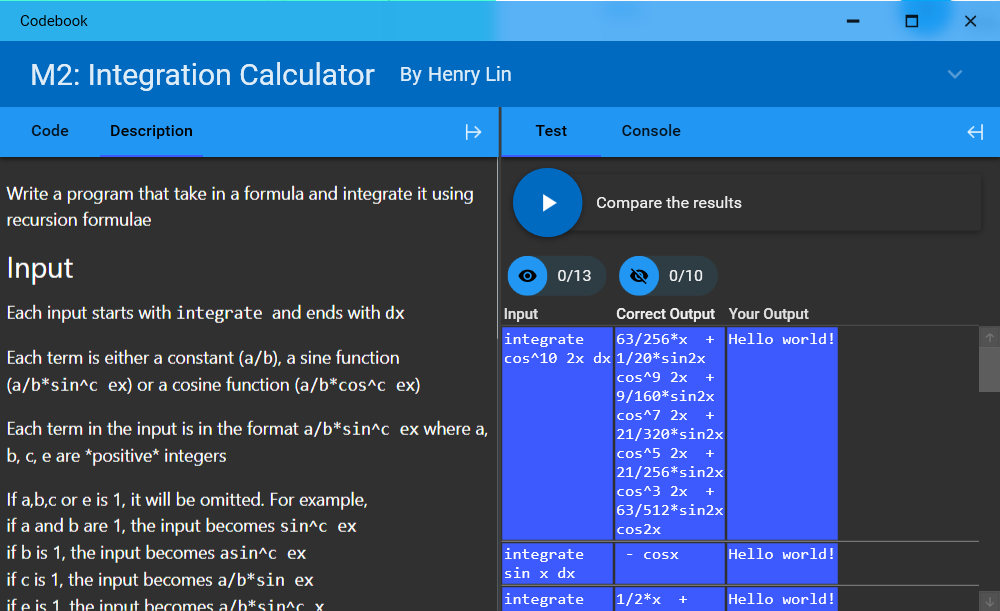 Codebook
M2: Integration Calculator By Henry Lin
Code Description
Test Console
Write a program that take in a formula and integrate it using
recursion formulae
Input
Each input starts with integrate and ends with dx
Each term is either a constant (a/b), a sine function
(a/b*sin^c ex) or a cosine function (a/b*cos^c ex)
Each term in the input is in the format a/b*sin^c ex where a,
b, c, e are *positive* integers
If a,b,c or e is 1, it will be omitted. For example,
if a and b are 1, the input becomes sin^c ex
if b is 1, the input becomes asin^c ex
if c is 1, the input becomes a/b*sin ex
if e is 1, the input becomes a/b*sin^c x
Compare the results
0/13 0/10
Input Correct Output Your Output
integrate
cos^10 2x dx
63/256*x +
1/20*sin2x
cos^9 2x +
9/160*sin2x
cos^7 2x +
21/320*sin2x
cos^5 2x +
21/256*sin2x
cos^3 2x +
63/512*sin2x
cos2x
Hello world!
integrate
sin x dx
- cosx
Hello world!
integrate
1/2*x +
Hello world!